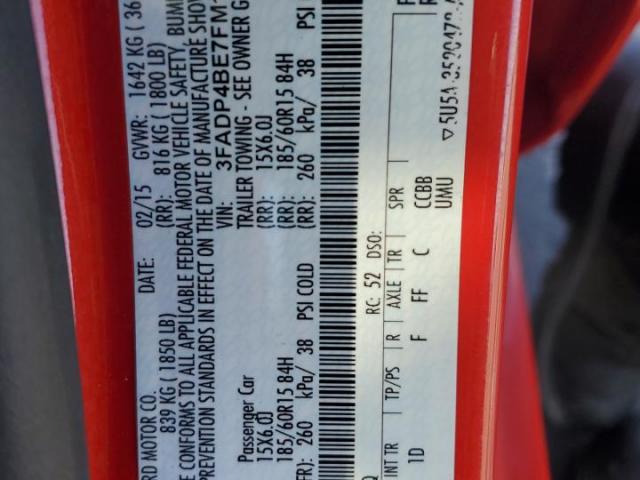 RD MOTOR CO. DATE: 02/15 GVWR: 1642 KG ( 36
839 KG ( 1850 LB) (RR): 816 KG ( 1800 LB)
E CONFORMS TO ALL APPLICABLE FEDERAL MOTOR VEHICLE SAFETY, BUM
PREVENTION STANDARDS IN EFFECT ON THE DATE OF MANUFACTURE
VIN: 3FADP4BE7FM
Passenger Car TRAILER TOWING - SEE OWNER G
15X6.0J (RR): 15X6.0J
185/60R15 84H (RR): 185/60R15 84H
FR): 260 kPa/ 38 PSI COLD (RR): 260 kPa/ 38 PSI
RC: 52 DSO:
INT TR TP/PS R AXLE TR SPR
1D F FF C CCBB
UMU